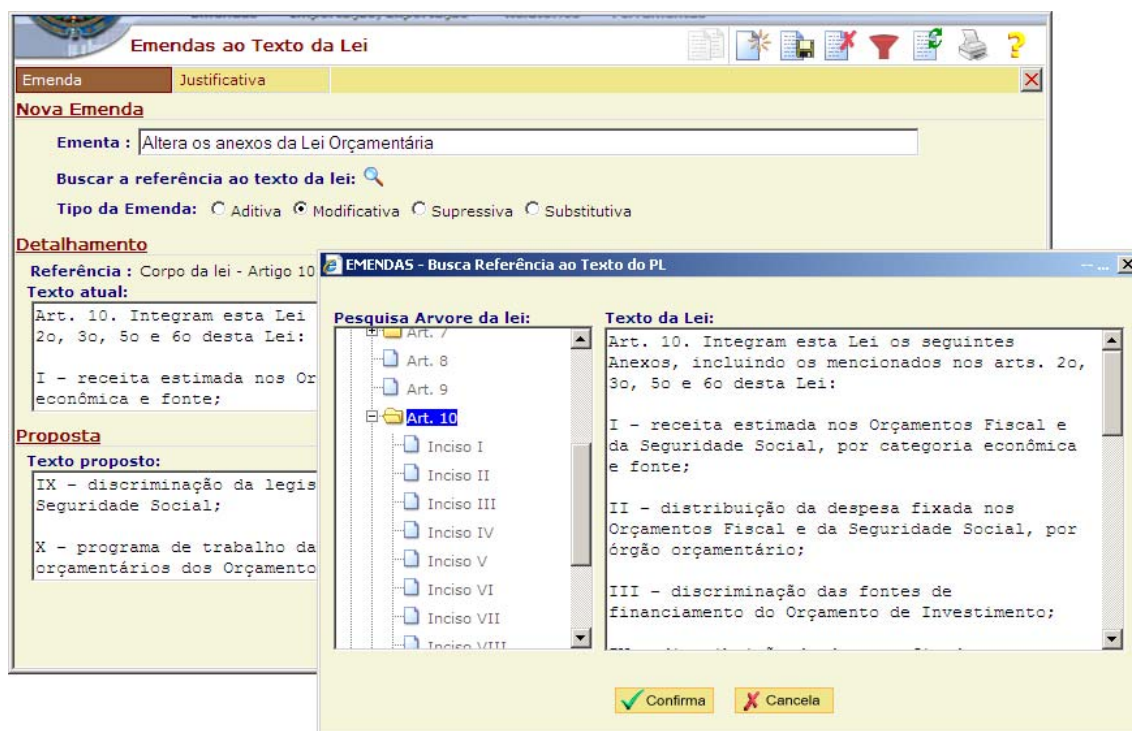 Emendas ao Texto da Lei
Emenda
Justificativa
Nova Emenda
Ementa : Altera os anexos da Lei Orçamentária
Buscar a referência ao texto da lei:
Tipo da Emenda: Aditiva Modificativa Supressiva Substitutiva
Detalhamento
Referência : Corpo da lei - Artigo 10
Texto atual:
Art. 10. Integram esta Lei
2o, 3o, 5o e 6o desta Lei:
I - receita estimada nos Or
econômica e fonte;
Proposta
Texto proposto:
IX - discriminação da legis
Seguridade Social;
X - programa de trabalho da
orçamentários dos Orçamento
EMENDAS - Busca Referência ao Texto do PL
Pesquisa Arvore da lei:
Art. 7
Art. 8
Art. 9
Art. 10
Inciso I
Inciso II
Inciso III
Inciso IV
Inciso V
Inciso VI
Inciso VII
Inciso VIII
Texto da Lei:
Art. 10. Integram esta Lei os seguintes
Anexos, incluindo os mencionados nos arts. 2o,
3o, 5o e 6o desta Lei:
I - receita estimada nos Orçamentos Fiscal e
da Seguridade Social, por categoria econômica
e fonte;
II - distribuição da despesa fixada nos
Orçamentos Fiscal e da Seguridade Social, por
órgão orçamentário;
III - discriminação das fontes de
financiamento do Orçamento de Investimento;
Confirma
Cancela